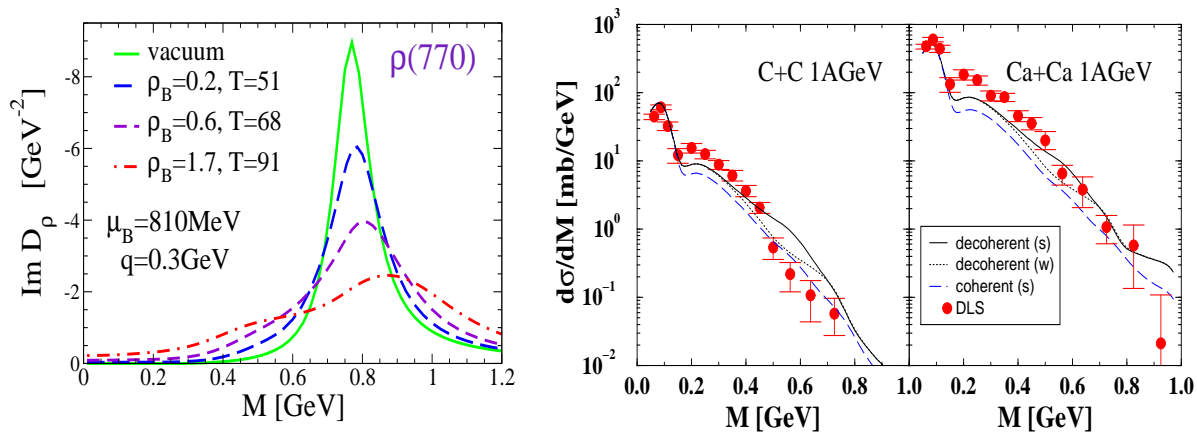 ρ(770)
vacuum
ρ_B=0.2, T=51
ρ_B=0.6, T=68
ρ_B=1.7, T=91
μ_B=810MeV
q=0.3GeV
Im D_ρ [GeV^-2]
-8
-6
-4
-2
0
0 0.2 0.4 0.6 0.8 1 1.2
M [GeV]
dσ/dM [mb/GeV]
10^3
10^2
10^1
10^0
10^-1
10^-2
C+C 1AGeV
0.0 0.2 0.4 0.6 0.8
M [GeV]
Ca+Ca 1AGeV
decoherent (s)
decoherent (w)
coherent (s)
DLS
1.0 0.2 0.4 0.6 0.8 1.0
M [GeV]